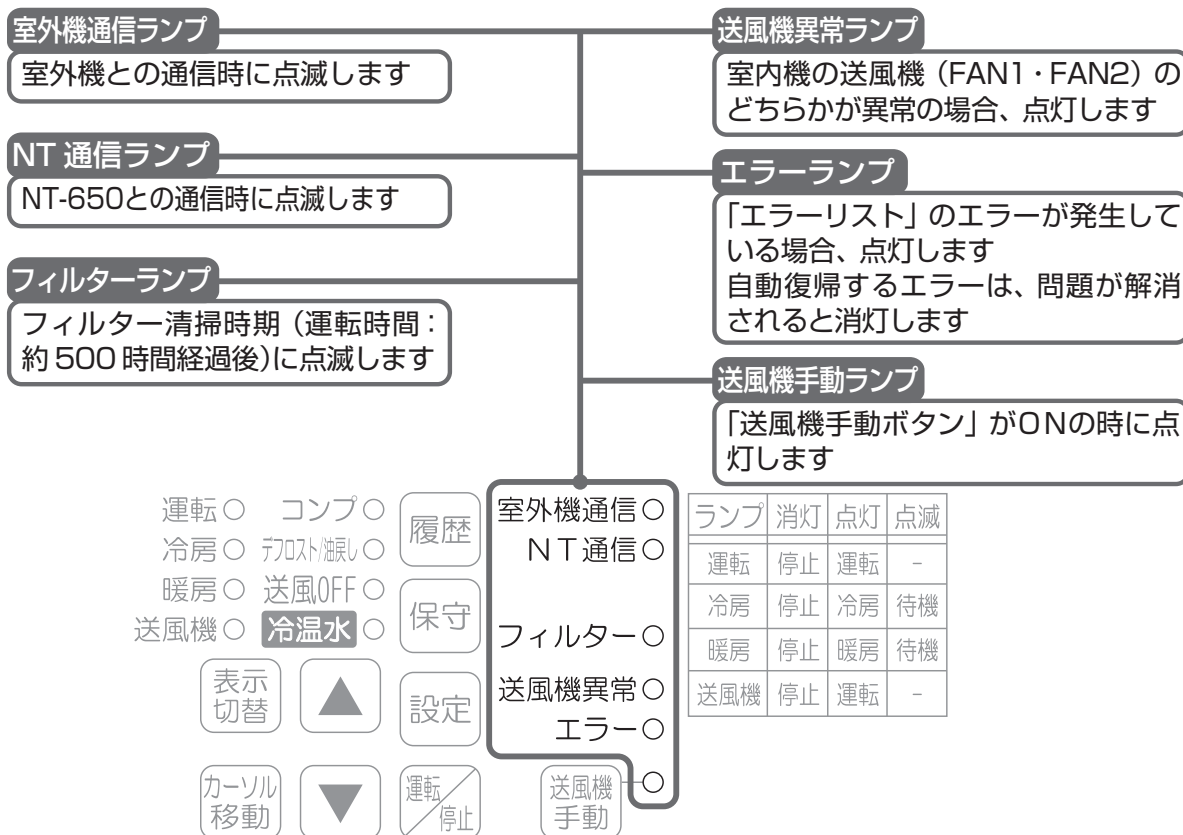 室外機通信ランプ
室外機との通信時に点滅します
NT 通信ランプ
NT-650との通信時に点滅します
フィルターランプ
フィルター清掃時期（運転時間：
約500時間経過後）に点滅します
送風機異常ランプ
室内機の送風機（FAN1・FAN2）の
どちらかが異常の場合、点灯します
エラーランプ
「エラーリスト」のエラーが発生して
いる場合、点灯します
自動復帰するエラーは、問題が解消
されると消灯します
送風機手動ランプ
「送風機手動ボタン」がONの時に点
灯します
運転 コンプ
冷房 デフロスト/油戻し
暖房 送風OFF
送風機 冷温水
履歴
保守
表示
切替
▲
設定
カーソル
移動
▼
運転/停止
室外機通信
NT通信
フィルター
送風機異常
エラー
送風機
手動
ランプ 消灯 点灯 点滅
運転 停止 運転 -
冷房 停止 冷房 待機
暖房 停止 暖房 待機
送風機 停止 運転 -